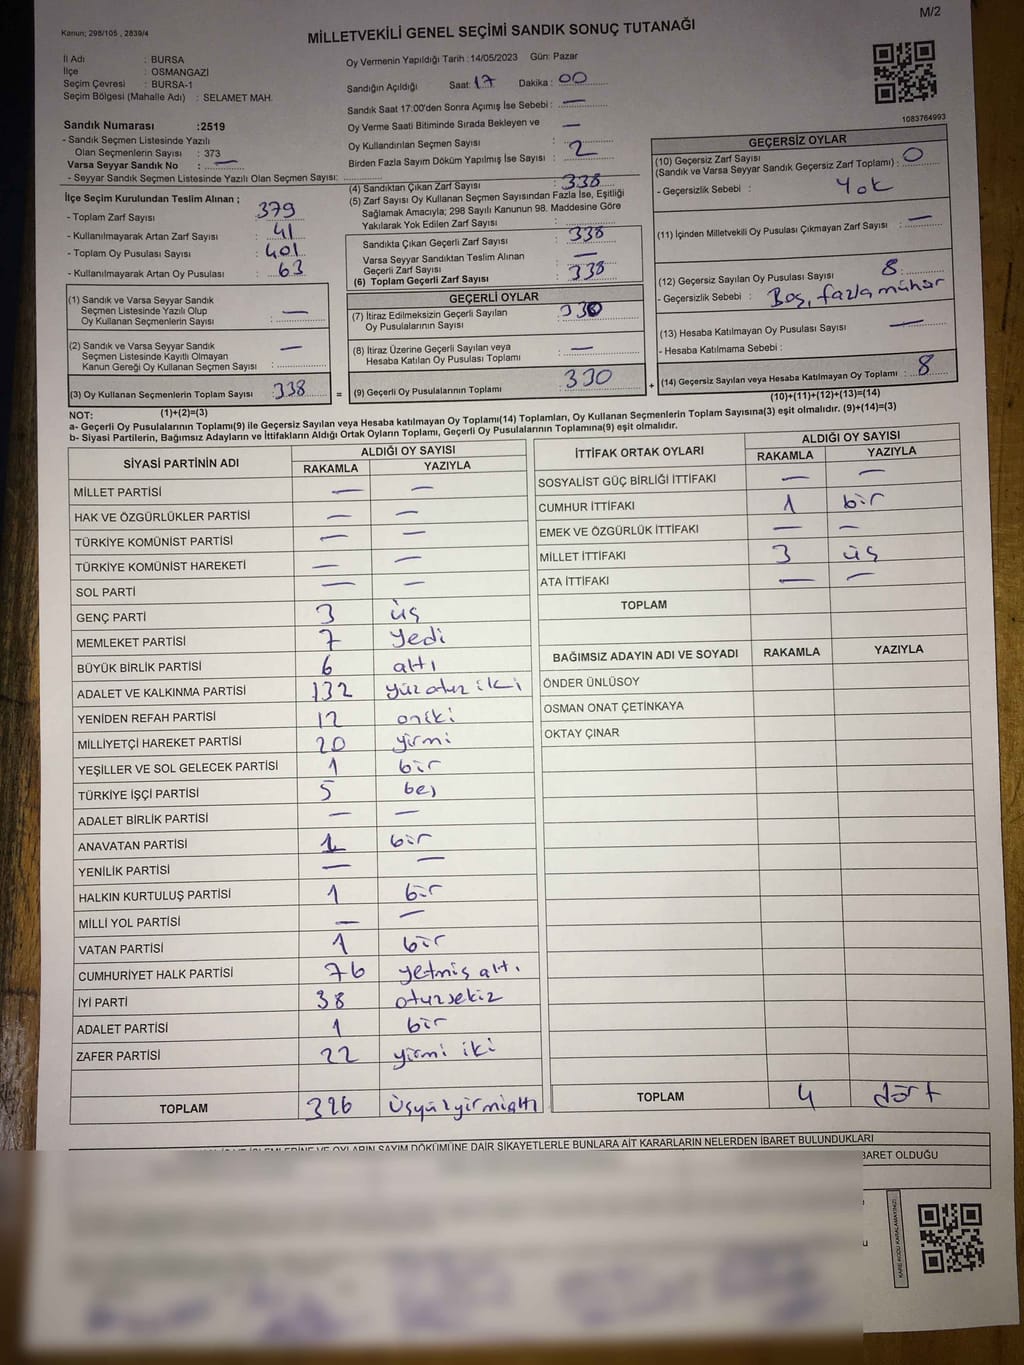 M/2
Kanun; 298/105 , 2839/4
MİLLETVEKİLİ GENEL SEÇİMİ SANDIK SONUÇ TUTANAĞI
İl Adı : BURSA
İlçe : OSMANGAZİ
Seçim Çevresi : BURSA-1
Seçim Bölgesi (Mahalle Adı) : SELAMET MAH.
Oy Vermenin Yapıldığı Tarih : 14/05/2023 Gün: Pazar
Sandığın Açıldığı Saat: 17 Dakika : 00
Sandık Saat 17:00'den Sonra Açımış İse Sebebi : —
Oy Verme Saati Bitiminde Sırada Bekleyen ve
Oy Kullandırılan Seçmen Sayısı : —
Birden Fazla Sayım Döküm Yapılmış İse Sayısı : 2
1083764993
Sandık Numarası :2519
- Sandık Seçmen Listesinde Yazılı
Olan Seçmenlerin Sayısı : 373
Varsa Seyyar Sandık No : —
- Seyyar Sandık Seçmen Listesinde Yazılı Olan Seçmen Sayısı:
İlçe Seçim Kurulundan Teslim Alınan ;
- Toplam Zarf Sayısı : 379
- Kullanılmayarak Artan Zarf Sayısı : 41
- Toplam Oy Pusulası Sayısı : 401
- Kullanılmayarak Artan Oy Pusulası : 63
(1) Sandık ve Varsa Seyyar Sandık
Seçmen Listesinde Yazılı Olup
Oy Kullanan Seçmenlerin Sayısı : —
(2) Sandık ve Varsa Seyyar Sandık
Seçmen Listesinde Kayıtlı Olmayan
Kanun Gereği Oy Kullanan Seçmen Sayısı : —
(3) Oy Kullanan Seçmenlerin Toplam Sayısı : 338
(1)+(2)=(3)
(4) Sandıktan Çıkan Zarf Sayısı : 338
(5) Zarf Sayısı Oy Kullanan Seçmen Sayısından Fazla İse, Eşitliği
Sağlamak Amacıyla; 298 Sayılı Kanunun 98. Maddesine Göre
Yakılarak Yok Edilen Zarf Sayısı :
Sandıkta Çıkan Geçerli Zarf Sayısı : 338
Varsa Seyyar Sandıktan Teslim Alınan
Geçerli Zarf Sayısı : —
(6) Toplam Geçerli Zarf Sayısı : 338
GEÇERLİ OYLAR
(7) İtiraz Edilmeksizin Geçerli Sayılan
Oy Pusulalarının Sayısı : 330
(8) İtiraz Üzerine Geçerli Sayılan veya
Hesaba Katılan Oy Pusulası Toplamı : —
= (9) Geçerli Oy Pusulalarının Toplamı : 330
GEÇERSİZ OYLAR
(10) Geçersiz Zarf Sayısı
(Sandık ve Varsa Seyyar Sandık Geçersiz Zarf Toplamı) : 0
- Geçersizlik Sebebi : Yok
(11) İçinden Milletvekili Oy Pusulası Çıkmayan Zarf Sayısı : —
(12) Geçersiz Sayılan Oy Pusulası Sayısı : 8
- Geçersizlik Sebebi : Boş, fazla mühür
(13) Hesaba Katılmayan Oy Pusulası Sayısı : —
- Hesaba Katılmama Sebebi :
+ (14) Geçersiz Sayılan veya Hesaba Katılmayan Oy Toplamı : 8
(10)+(11)+(12)+(13)=(14)
NOT:
a- Geçerli Oy Pusulalarının Toplamı(9) ile Geçersiz Sayılan veya Hesaba katılmayan Oy Toplamı(14) Toplamları, Oy Kullanan Seçmenlerin Toplam Sayısına(3) eşit olmalıdır. (9)+(14)=(3)
b- Siyasi Partilerin, Bağımsız Adayların ve İttifakların Aldığı Ortak Oyların Toplamı, Geçerli Oy Pusulalarının Toplamına(9) eşit olmalıdır.
SİYASİ PARTİNİN ADI ALDIĞI OY SAYISI
RAKAMLA YAZIYLA
MİLLET PARTİSİ — —
HAK VE ÖZGÜRLÜKLER PARTİSİ — —
TÜRKİYE KOMÜNİST PARTİSİ — —
TÜRKİYE KOMÜNİST HAREKETİ — —
SOL PARTİ — —
GENÇ PARTİ 3 üç
MEMLEKET PARTİSİ 7 yedi
BÜYÜK BİRLİK PARTİSİ 6 altı
ADALET VE KALKINMA PARTİSİ 132 yüzotuz iki
YENİDEN REFAH PARTİSİ 12 oniki
MİLLİYETÇİ HAREKET PARTİSİ 20 yirmi
YEŞİLLER VE SOL GELECEK PARTİSİ 1 bir
TÜRKİYE İŞÇİ PARTİSİ 5 beş
ADALET BİRLİK PARTİSİ — —
ANAVATAN PARTİSİ 1 bir
YENİLİK PARTİSİ — —
HALKIN KURTULUŞ PARTİSİ 1 bir
MİLLİ YOL PARTİSİ — —
VATAN PARTİSİ 1 bir
CUMHURİYET HALK PARTİSİ 76 yetmiş altı
İYİ PARTİ 38 otuzsekiz
ADALET PARTİSİ 1 bir
ZAFER PARTİSİ 22 yirmi iki
TOPLAM 326 üçyüzyirmialtı
İTTİFAK ORTAK OYLARI ALDIĞI OY SAYISI
RAKAMLA YAZIYLA
SOSYALİST GÜÇ BİRLİĞİ İTTİFAKI — —
CUMHUR İTTİFAKI 1 bir
EMEK VE ÖZGÜRLÜK İTTİFAKI — —
MİLLET İTTİFAKI 3 üç
ATA İTTİFAKI — —
TOPLAM
BAĞIMSIZ ADAYIN ADI VE SOYADI RAKAMLA YAZIYLA
ÖNDER ÜNLÜSOY
OSMAN ONAT ÇETİNKAYA
OKTAY ÇINAR
TOPLAM 4 dört
VE OYLARIN SAYIM DÖKÜMÜNE DAİR ŞİKAYETLERLE BUNLARA AİT KARARLARIN NELERDEN İBARET BULUNDUKLARI
BARET OLDUĞU
KARE KODU KARALAMAYINIZ!